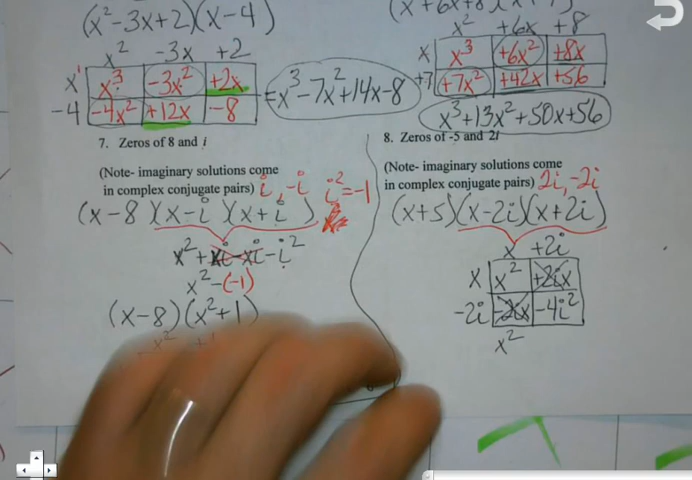 (x²-3x+2)(x-4)
x² -3x +2
x x³ -3x² +2x
-4 -4x² +12x -8
=x³-7x²+14x-8
x² +6x +8
x x³ +6x² +8x
+7 +7x² +42x +56
x³+13x²+50x+56
7. Zeros of 8 and i
(Note- imaginary solutions come
in complex conjugate pairs) i, -i i²=-1
(x-8)(x-i)(x+i)
x²+xi-xi-i²
x²-(-1)
(x-8)(x²+1)
8. Zeros of -5 and 2i
(Note- imaginary solutions come
in complex conjugate pairs) 2i,-2i
(x+5)(x-2i)(x+2i)
x +2i
x x² +2ix
-2i -2ix -4i²
x²